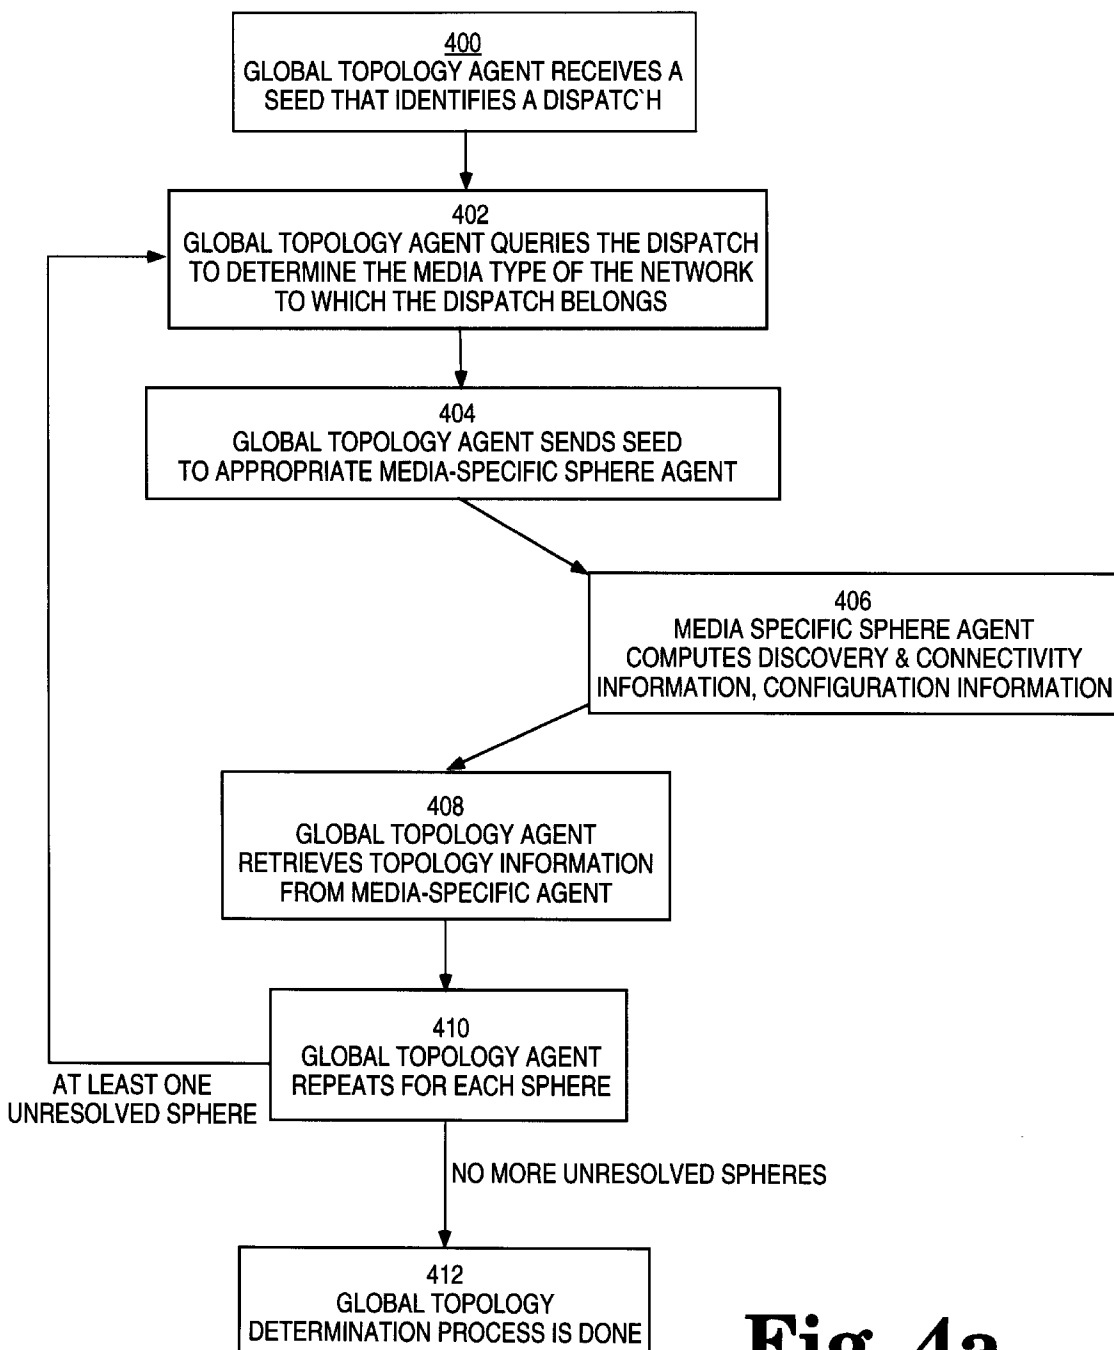 400
GLOBAL TOPOLOGY AGENT RECEIVES A
SEED THAT IDENTIFIES A DISPATC`H
402
GLOBAL TOPOLOGY AGENT QUERIES THE DISPATCH
TO DETERMINE THE MEDIA TYPE OF THE NETWORK
TO WHICH THE DISPATCH BELONGS
404
GLOBAL TOPOLOGY AGENT SENDS SEED
TO APPROPRIATE MEDIA-SPECIFIC SPHERE AGENT
406
MEDIA SPECIFIC SPHERE AGENT
COMPUTES DISCOVERY & CONNECTIVITY
INFORMATION, CONFIGURATION INFORMATION
408
GLOBAL TOPOLOGY AGENT
RETRIEVES TOPOLOGY INFORMATION
FROM MEDIA-SPECIFIC AGENT
410
GLOBAL TOPOLOGY AGENT
REPEATS FOR EACH SPHERE
AT LEAST ONE
UNRESOLVED SPHERE
NO MORE UNRESOLVED SPHERES
412
GLOBAL TOPOLOGY
DETERMINATION PROCESS IS DONE
Fig. 4a